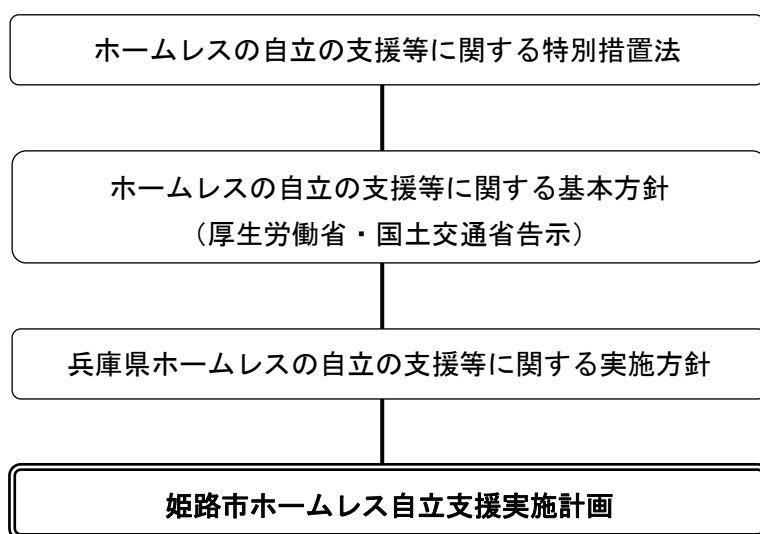 ホームレスの自立の支援等に関する特別措置法
ホームレスの自立の支援等に関する基本方針
（厚生労働省・国土交通省告示）
兵庫県ホームレスの自立の支援等に関する実施方針
姫路市ホームレス自立支援実施計画